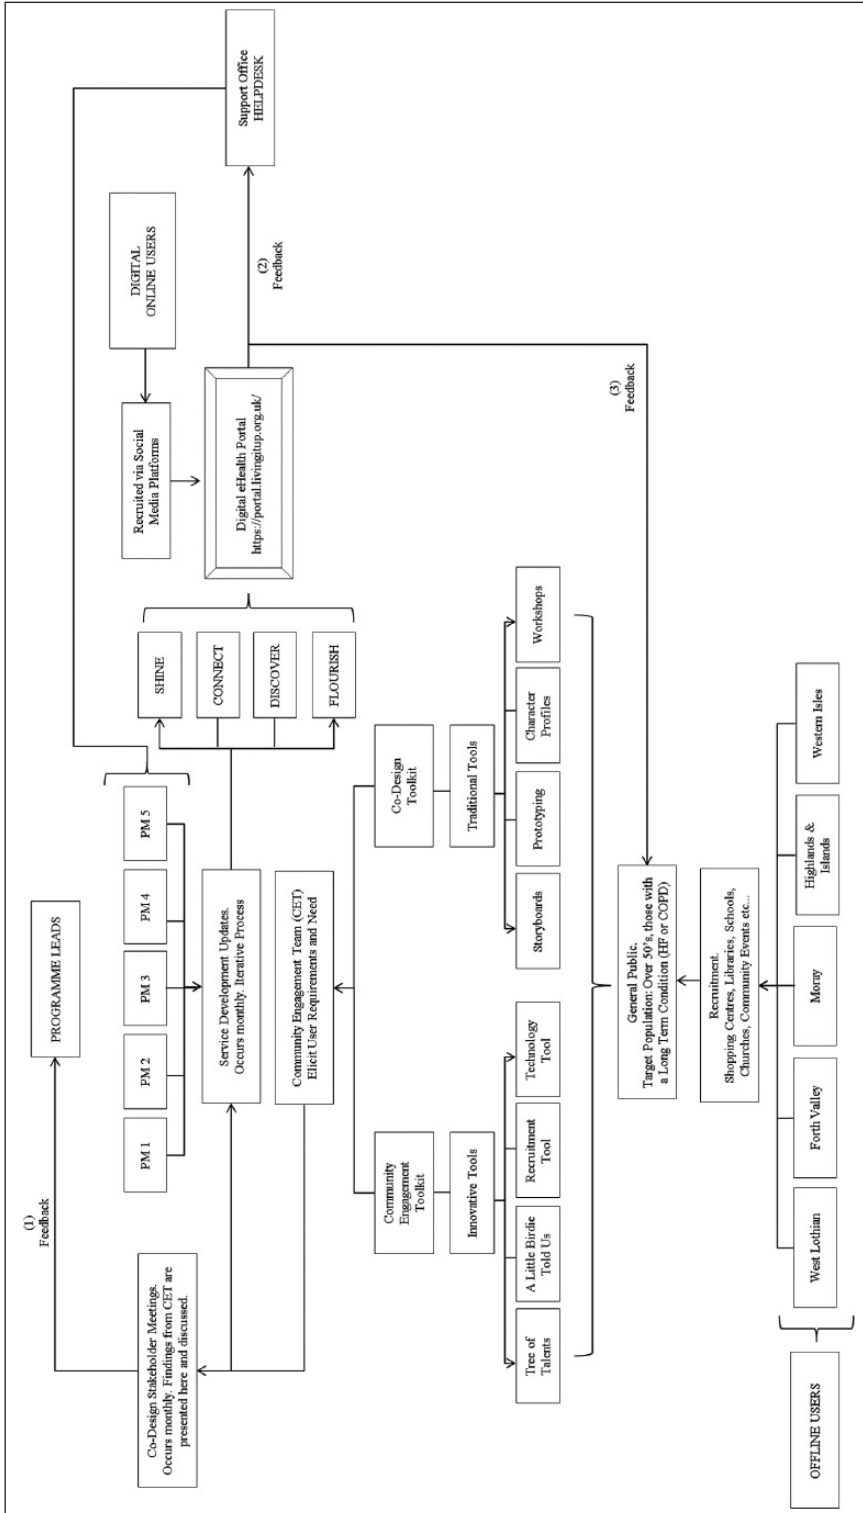 PROGRAMME LEADS
(1)
Feedback
Co-Design Stakeholder Meetings.
Occurs monthly. Findings from CET are
presented here and discussed.
PM 1
PM 2
PM 3
PM 4
PM 5
Service Development Updates.
Occurs monthly. Iterative Process
Community Engagement Team (CET)
Elicit User Requirements and Need
SHINE
CONNECT
DISCOVER
FLOURISH
DIGITAL
ONLINE USERS
Recruited via Social
Media Platforms
Digital eHealth Portal
https://portal.livingitup.org.uk/
Support Office
HELPDESK
(2)
Feedback
(3)
Feedback
Community
Engagement
Toolkit
Innovative Tools
Tree of
Talents
A Little Birdie
Told Us
Recruitment
Tool
Technology
Tool
Co-Design
Toolkit
Traditional Tools
Storyboards
Prototyping
Character
Profiles
Workshops
General Public.
Target Population: Over 50's, those with
a Long Term Condition (HF or COPD)
Recruitment.
Shopping Centres, Libraries, Schools,
Churches, Community Events etc...
OFFLINE USERS
West Lothian
Forth Valley
Moray
Highlands &
Islands
Western Isles